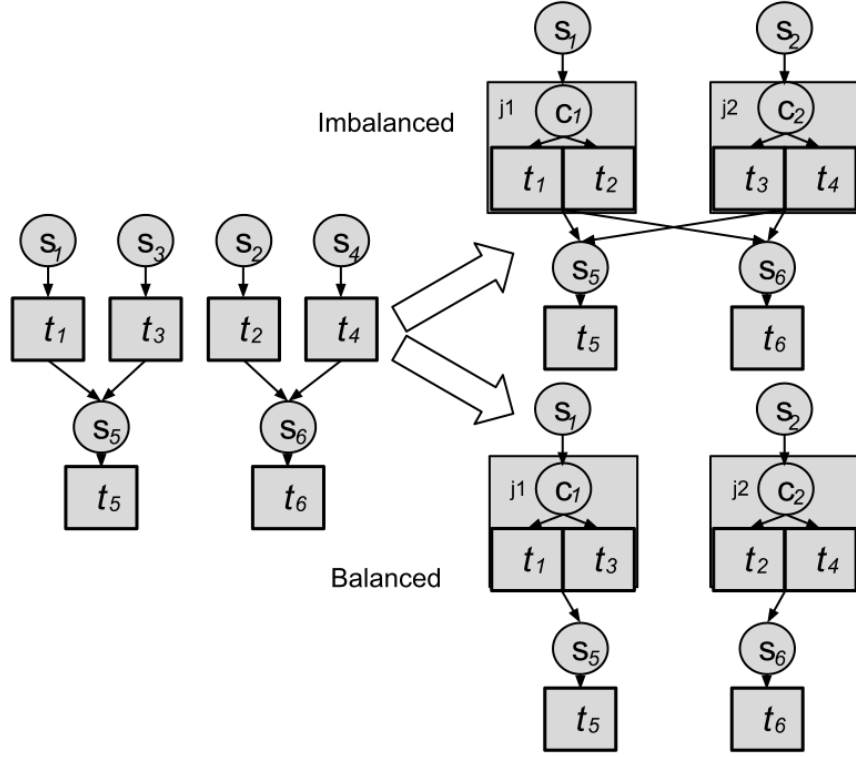 s1 s2
Imbalanced
j1 c1 j2 c2
t1 t2 t3 t4
s1 s3 s2 s4
s5 s6
t1 t3 t2 t4
t5 t6
s1 s2
s5 s6
j1 c1 j2 c2
t5 t6
t1 t3 t2 t4
Balanced
s5 s6
t5 t6